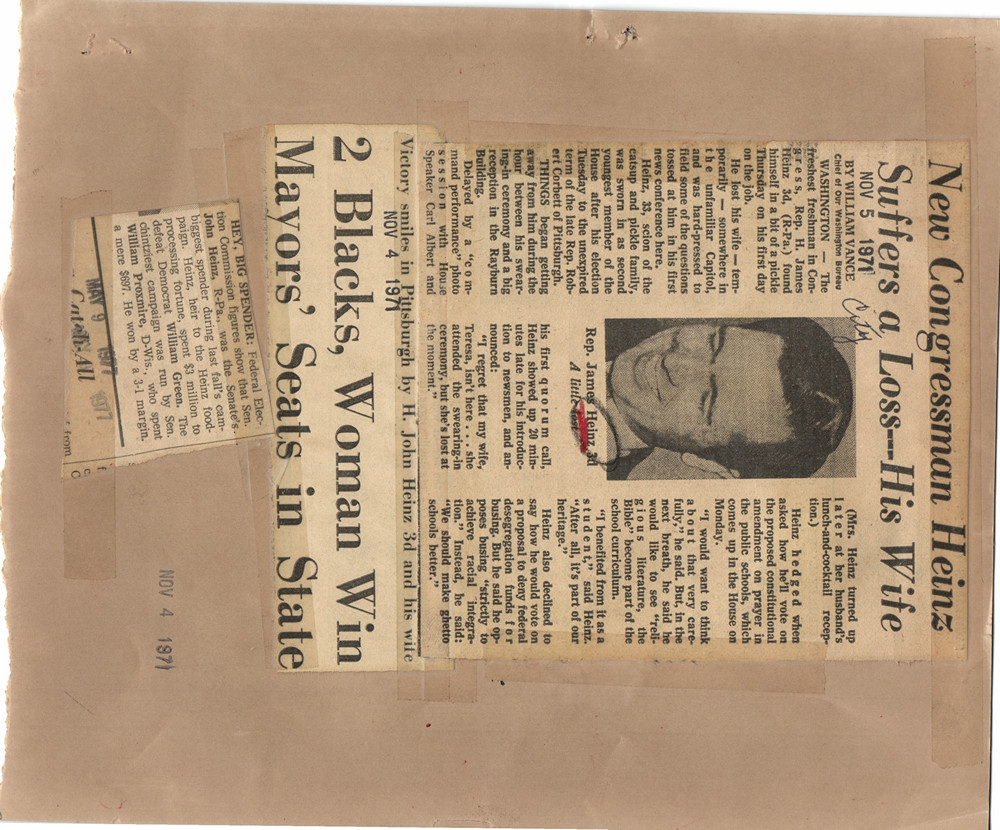 New Congressman Heinz
Suffers a Loss—His Wife
NOV 5 1971
City
BY WILLIAM VANCE
Chief of Our Washington Bureau
WASHINGTON — The
freshest freshman in Con-
gress, Rep. H. James
Heinz 3d, (R-Pa.) found
himself in a bit of a pickle
Thursday on his first day
on the job.
He lost his wife — tem-
porarily — somewhere in
the unfamiliar Capitol,
and was hard-pressed to
field some of the questions
tossed at him at his first
news conference here.
Heinz, 33, scion of the
catsup and pickle family,
was sworn in as second
youngest member of the
House after his election
Tuesday to the unexpired
term of the late Rep. Rob-
ert Corbett of Pittsburgh.
THINGS began getting
away from him during the
hour between his swear-
ing-in ceremony and a big
reception in the Rayburn
Building.
Delayed by a "com-
mand performance" photo
session with House
Speaker Carl Albert and
Rep. James Heinz 3d
A little
his first quorum call,
Heinz showed up, 20 min-
utes late for his introduc-
tion to newsmen, and an-
nounced:
"I regret that my wife,
Teresa, isn't here . . . she
attended the swearing-in
ceremony, but she's lost at
the moment."
(Mrs. Heinz turned up
later at her husband's
lunch-and-cocktail recep-
tion.)
Heinz hedged when
asked how he'll vote on
the proposed constitutional
amendment on prayer in
the public schools, which
comes up in the House on
Monday.
"I would want to think
about that very care-
fully," he said. But, in the
next breath, he said he
would like to see "reli-
gious literature, the
Bible" become part of the
school curriculum.
"I benefited from it as a
student," said Heinz.
"After all, it's part of our
heritage."
Heinz also declined to
say how he would vote on
a proposal to deny federal
desegregation funds for
busing. But he said he op-
poses busing "strictly to
achieve racial integra-
tion." Instead, he said:
"We should make ghetto
schools better."
Victory smiles in Pittsburgh by H. John Heinz 3d and his wife
NOV 4 1971
2 Blacks, Woman Win
Mayors' Seats in State
HEY, BIG SPENDER: Federal Elec-
tion Commission figures show that Sen.
John Heinz, R-Pa., was the Senate's
biggest spender during last fall's cam-
paign. Heinz, heir to the Heinz food-
processing fortune, spent $3 million to
defeat Democrat William Green. The
chintziest campaign was run by Sen.
William Proxmire, D-Wis., who spent
a mere $697. He won by a 3-1 margin.
MAY 9 1977
1977
from
NOV 4 1971